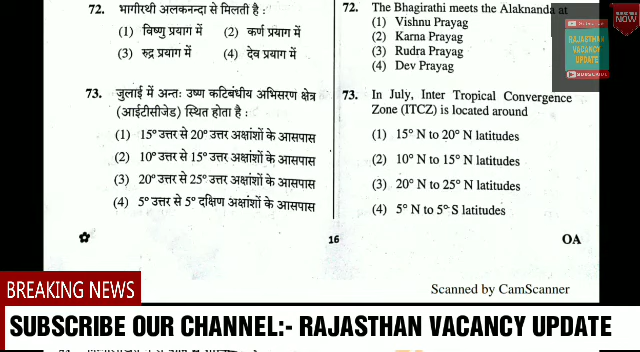 72. भागीरथी अलकनन्दा से मिलती है :
(1) विष्णु प्रयाग में (2) कर्ण प्रयाग में
(3) रुद्र प्रयाग में (4) देव प्रयाग में
73. जुलाई में अन्तः उष्ण कटिबंधीय अभिसरण क्षेत्र
(आईटीसीजेड) स्थित होता है :
(1) 15° उत्तर से 20° उत्तर अक्षांशों के आसपास
(2) 10° उत्तर से 15° उत्तर अक्षांशों के आसपास
(3) 20° उत्तर से 25° उत्तर अक्षांशों के आसपास
(4) 5° उत्तर से 5° दक्षिण अक्षांशों के आसपास
72. The Bhagirathi meets the Alaknanda at
(1) Vishnu Prayag
(2) Karna Prayag
(3) Rudra Prayag
(4) Dev Prayag
73. In July, Inter Tropical Convergence
Zone (ITCZ) is located around
(1) 15° N to 20° N latitudes
(2) 10° N to 15° N latitudes
(3) 20° N to 25° N latitudes
(4) 5° N to 5° S latitudes
16
OA
RAJASTHAN
VACANCY
UPDATE
SUBSCRIBE
Scanned by CamScanner
BREAKING NEWS
SUBSCRIBE OUR CHANNEL:- RAJASTHAN VACANCY UPDATE